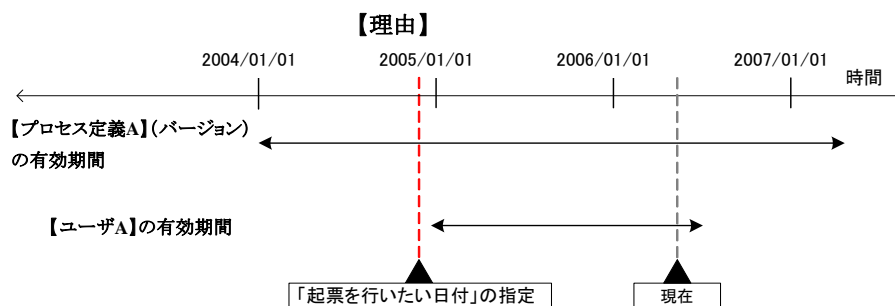 【理由】
2004/01/01 2005/01/01 2006/01/01 2007/01/01
時間
【プロセス定義A】(バージョン)
の有効期間
【ユーザA】の有効期間
「起票を行いたい日付」の指定
現在